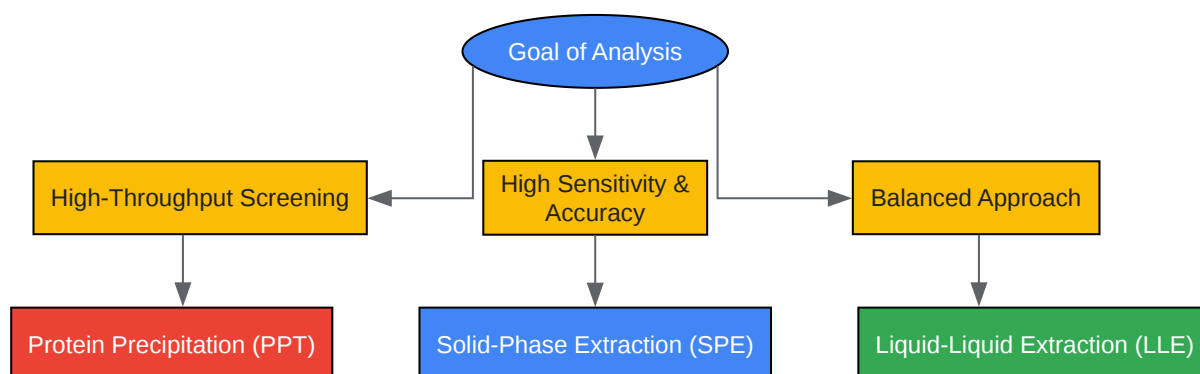 Goal of Analysis
High-Throughput Screening
High Sensitivity &
Accuracy
Balanced Approach
Protein Precipitation (PPT)
Solid-Phase Extraction (SPE)
Liquid-Liquid Extraction (LLE)